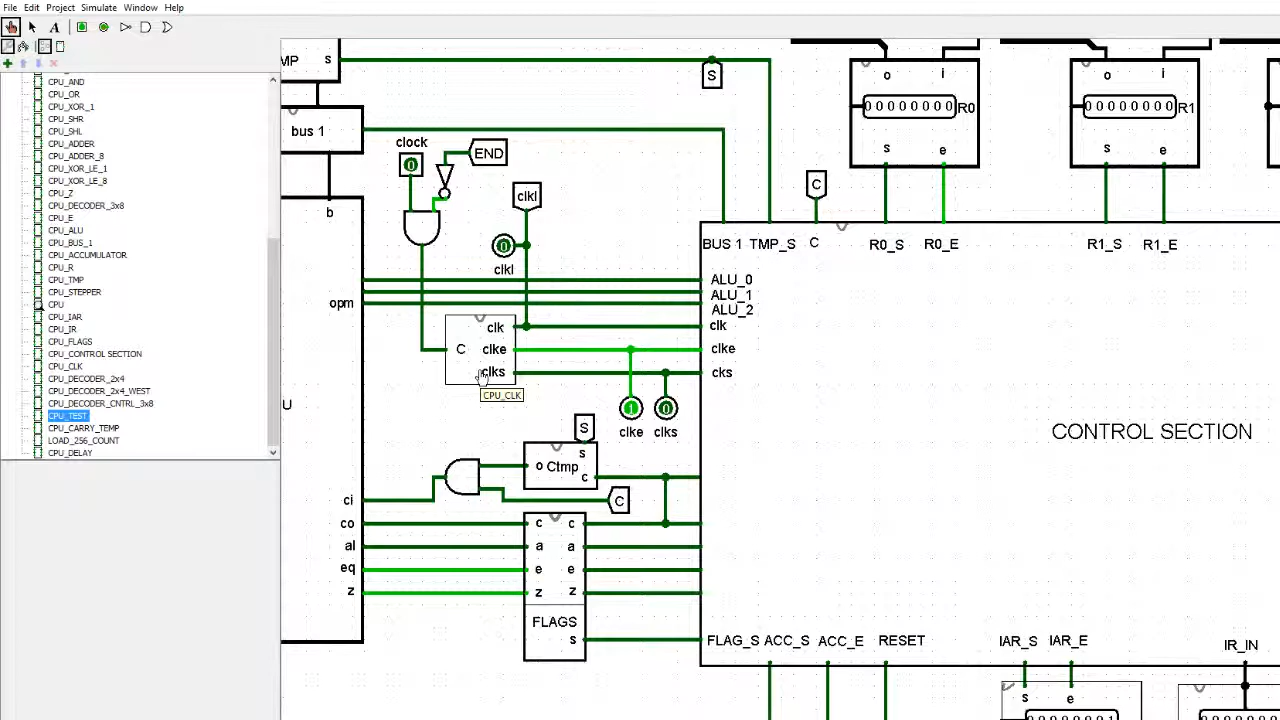 File Edit Project Simulate Window Help
A
CPU_AND
CPU_OR
CPU_XOR_1
CPU_SHR
CPU_SHL
CPU_ADDER
CPU_ADDER_8
CPU_XOR_LE_1
CPU_XOR_LE_8
CPU_Z
CPU_DECODER_3x8
CPU_E
CPU_ALU
CPU_BUS_1
CPU_ACCUMULATOR
CPU_R
CPU_TMP
CPU_STEPPER
CPU
CPU_IAR
CPU_IR
CPU_FLAGS
CPU_CONTROL SECTION
CPU_CLK
CPU_DECODER_2x4
CPU_DECODER_2x4_WEST
CPU_DECODER_CNTRL_3x8
CPU_TEST
CPU_CARRY_TEMP
LOAD_256_COUNT
CPU_DELAY
MP s
S
bus 1
b
clock
0
END
clkl
0
clkl
opm
U
C clk
clke
clks
CPU_CLK
1 0
clke clks
S
s
o Ctmp
c
C
ci
co
al
eq
z
c c
a a
e e
z z
FLAGS
s
o i
00000000 R0
s e
o i
00000000 R1
s e
C
BUS 1 TMP_S C R0_S R0_E R1_S R1_E
ALU_0
ALU_1
ALU_2
clk
clke
cks
CONTROL SECTION
FLAG_S ACC_S ACC_E RESET IAR_S IAR_E IR_IN
s e